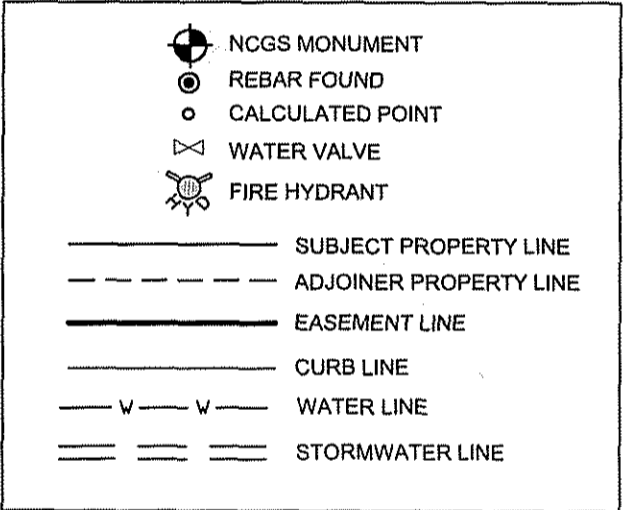 NCGS MONUMENT
REBAR FOUND
CALCULATED POINT
WATER VALVE
HYD FIRE HYDRANT
SUBJECT PROPERTY LINE
ADJOINER PROPERTY LINE
EASEMENT LINE
CURB LINE
W W WATER LINE
STORMWATER LINE